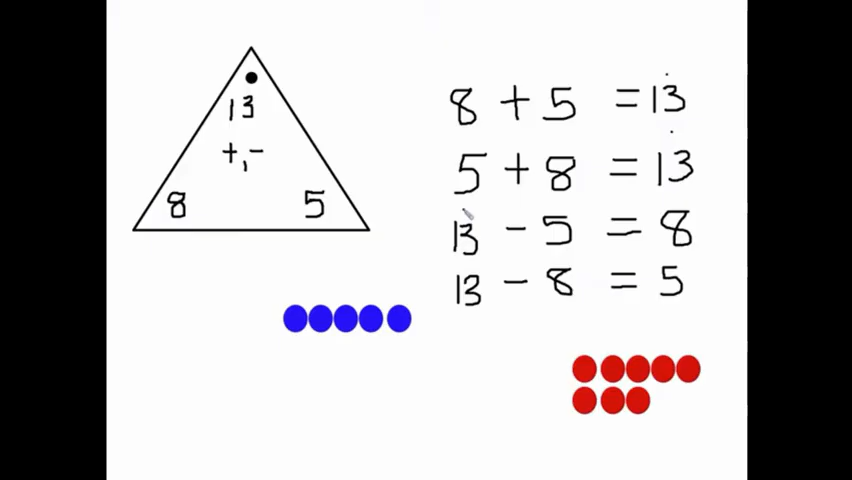 13
+,-
8 5
8 + 5 = 13
5 + 8 = 13
13 - 5 = 8
13 - 8 = 5